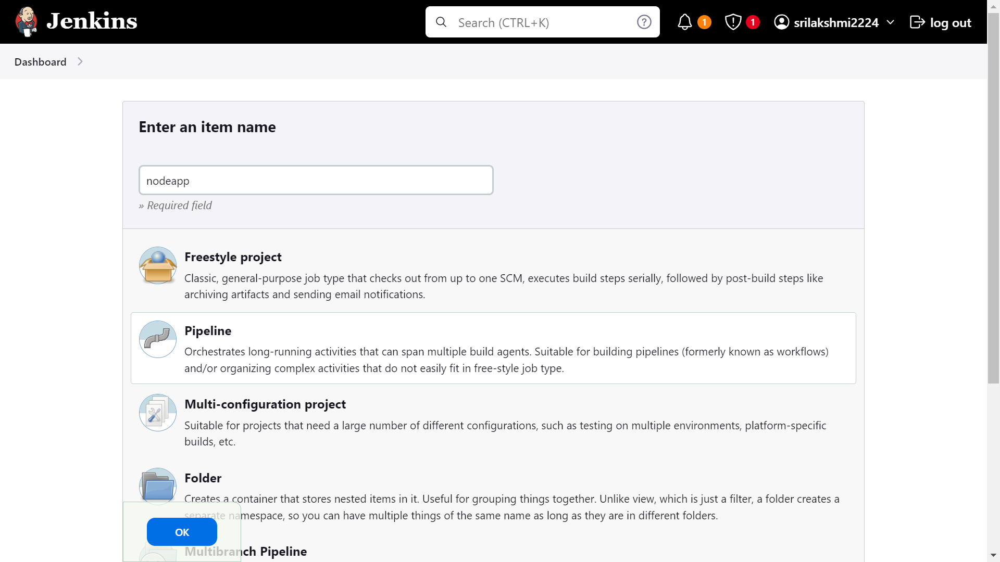 Jenkins
Search (CTRL+K)
1
1
srilakshmi2224
log out
Dashboard
Enter an item name
nodeapp
» Required field
Freestyle project
Classic, general-purpose job type that checks out from up to one SCM, executes build steps serially, followed by post-build steps like
archiving artifacts and sending email notifications.
Pipeline
Orchestrates long-running activities that can span multiple build agents. Suitable for building pipelines (formerly known as workflows)
and/or organizing complex activities that do not easily fit in free-style job type.
Multi-configuration project
Suitable for projects that need a large number of different configurations, such as testing on multiple environments, platform-specific
builds, etc.
Folder
Creates a container that stores nested items in it. Useful for grouping things together. Unlike view, which is just a filter, a folder creates a
separate namespace, so you can have multiple things of the same name as long as they are in different folders.
OK
Multibranch Pipeline